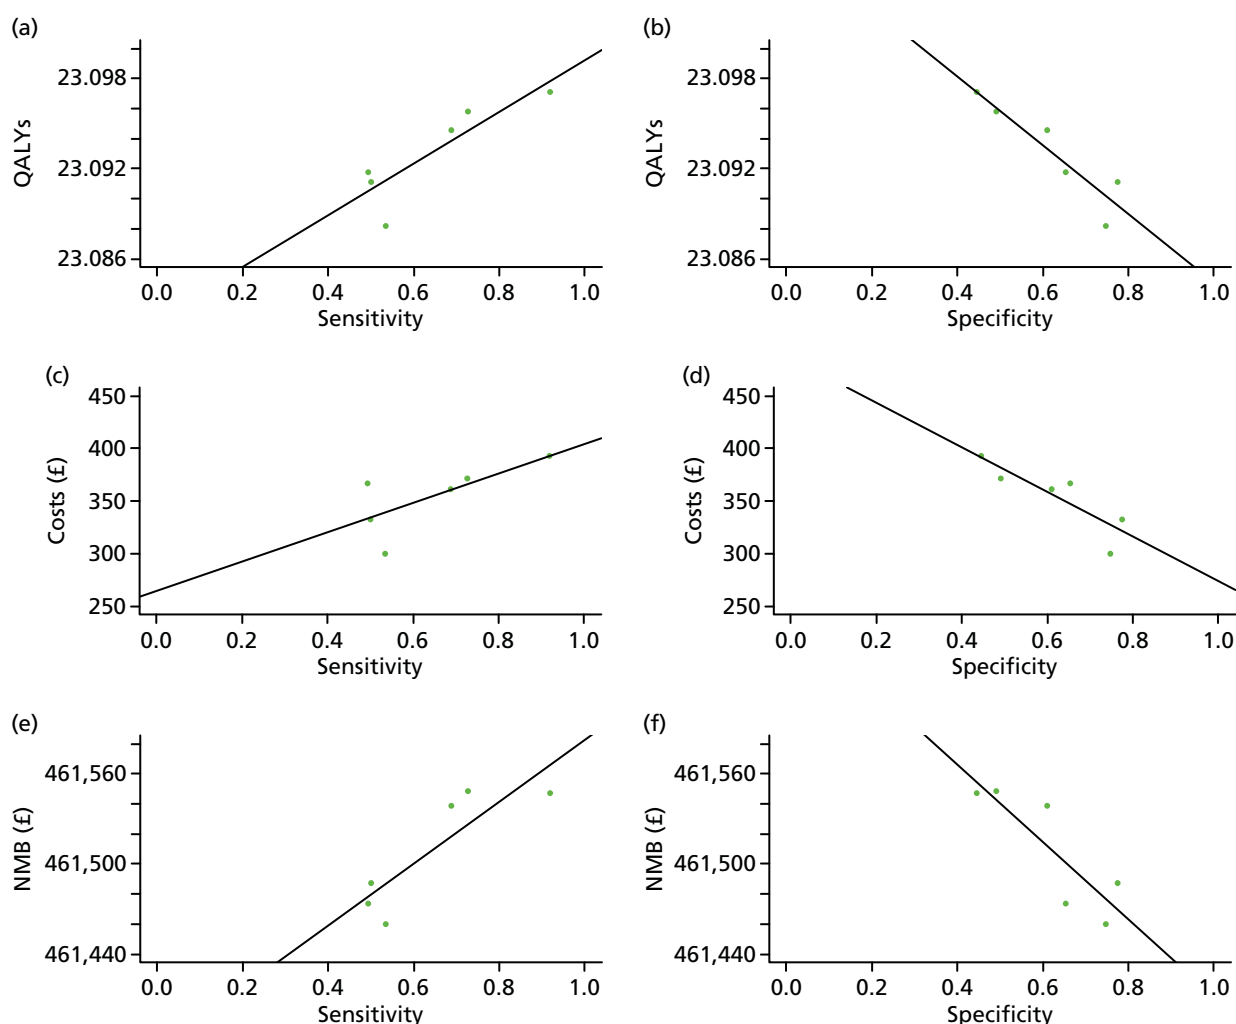 (a)
QALYs
23.098
23.092
23.086
0.0 0.2 0.4 0.6 0.8 1.0
Sensitivity
(b)
QALYs
23.098
23.092
23.086
0.0 0.2 0.4 0.6 0.8 1.0
Specificity
(c)
Costs (£)
450
400
350
300
250
0.0 0.2 0.4 0.6 0.8 1.0
Sensitivity
(d)
Costs (£)
450
400
350
300
250
0.0 0.2 0.4 0.6 0.8 1.0
Specificity
(e)
NMB (£)
461,560
461,500
461,440
0.0 0.2 0.4 0.6 0.8 1.0
Sensitivity
(f)
NMB (£)
461,560
461,500
461,440
0.0 0.2 0.4 0.6 0.8 1.0
Specificity